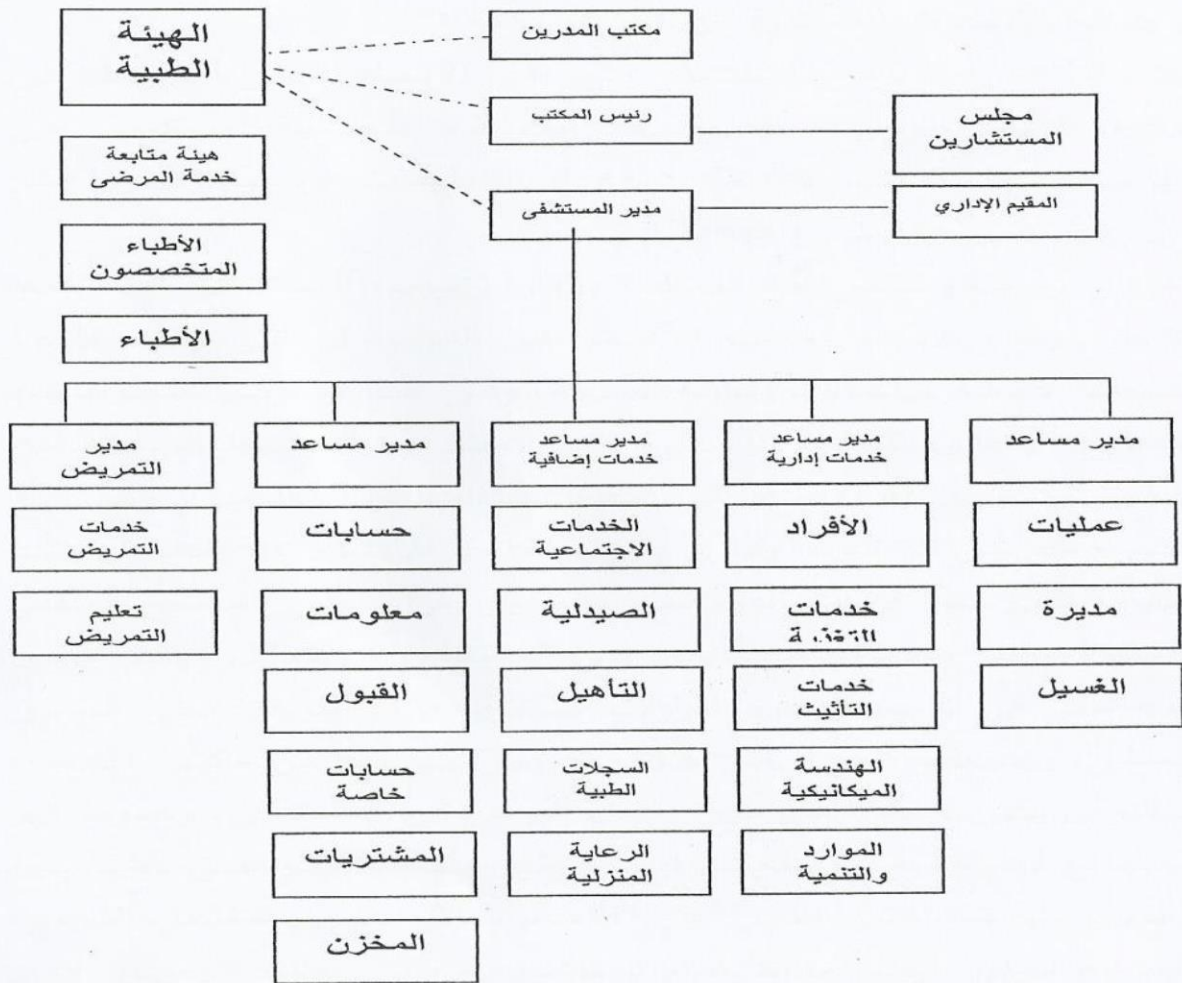 الهيئة
الطبية
مكتب المدرين
رئيس المكتب
مجلس
المستشارين
هيئة متابعة
خدمة المرضى
مدير المستشفى
المقيم الإداري
الأطباء
المتخصصون
الأطباء
مدير مساعد
مدير مساعد
خدمات إدارية
مدير مساعد
خدمات إضافية
مدير مساعد
مدير
التمريض
عمليات
الأفراد
الخدمات
الاجتماعية
حسابات
خدمات
التمريض
مديرة
خدمات
الصيدلية
معلومات
تعليم
التمريض
الغسيل
خدمات
التأثيث
التأهيل
القبول
الهندسة
الميكانيكية
السجلات
الطبية
حسابات
خاصة
الموارد
والتنمية
الرعاية
المنزلية
المشتريات
المخزن